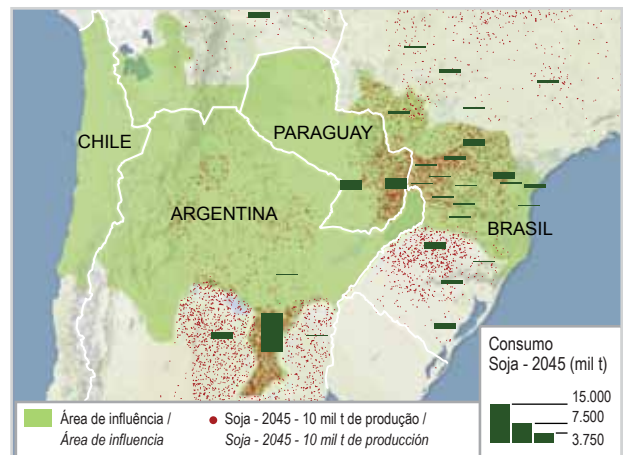 PARAGUAY
CHILE
ARGENTINA
BRASIL
Consumo
Soja - 2045 (mil t)
15.000
7.500
3.750
Área de influência /
Área de influencia
Soja - 2045 - 10 mil t de produção /
Soja - 2045 - 10 mil t de producción